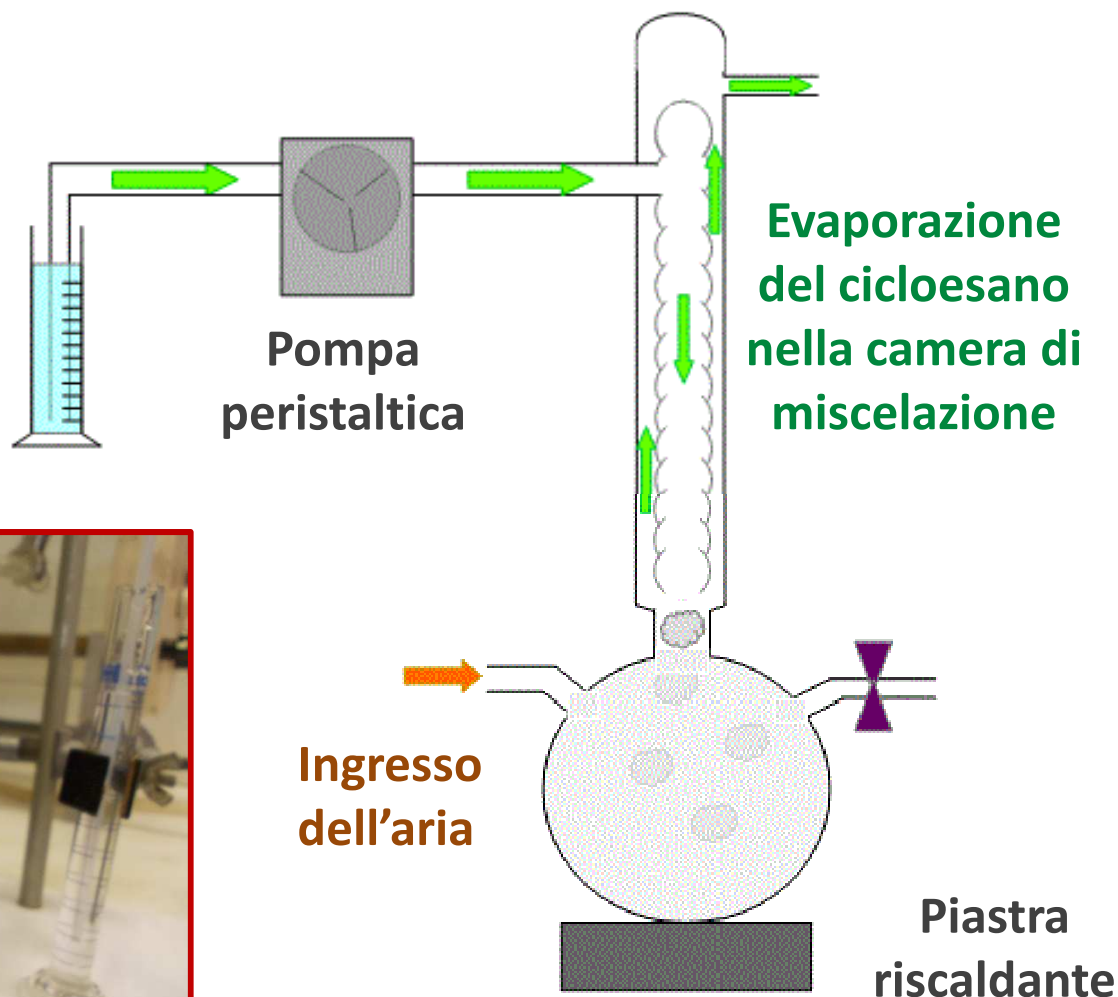 Evaporazione
del cicloesano
nella camera di
miscelazione
Pompa
peristaltica
Ingresso
dell’aria
Piastra
riscaldante